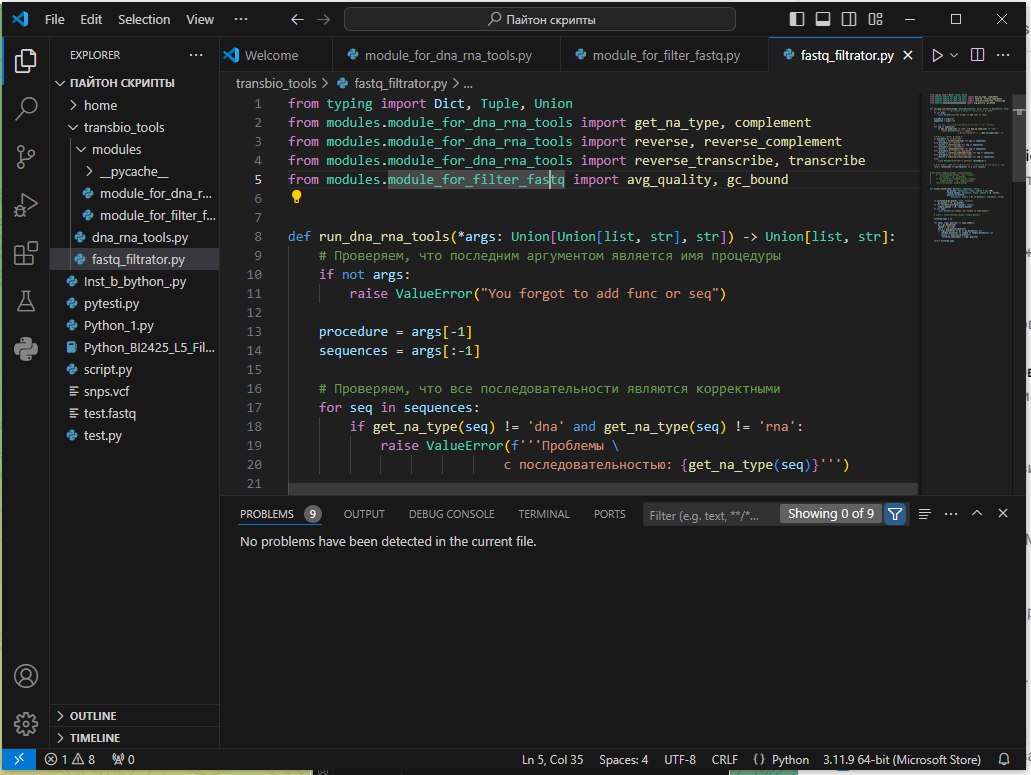 File Edit Selection View ··· Пайтон скрипты
EXPLORER ···
ПАЙТОН СКРИПТЫ
home
transbio_tools
modules
__pycache__
module_for_dna_r...
module_for_filter_f...
dna_rna_tools.py
fastq_filtrator.py
Inst_b_bython_.py
pytesti.py
Python_1.py
Python_BI2425_L5_Fil...
script.py
snps.vcf
test.fastq
test.py
OUTLINE
TIMELINE
Welcome module_for_dna_rna_tools.py module_for_filter_fastq.py fastq_filtrator.py
transbio_tools > fastq_filtrator.py > ...
1 from typing import Dict, Tuple, Union
2 from modules.module_for_dna_rna_tools import get_na_type, complement
3 from modules.module_for_dna_rna_tools import reverse, reverse_complement
4 from modules.module_for_dna_rna_tools import reverse_transcribe, transcribe
5 from modules.module_for_filter_fastq import avg_quality, gc_bound
6
7
8 def run_dna_rna_tools(*args: Union[Union[list, str], str]) -> Union[list, str]:
9 # Проверяем, что последним аргументом является имя процедуры
10 if not args:
11 raise ValueError("You forgot to add func or seq")
12
13 procedure = args[-1]
14 sequences = args[:-1]
15
16 # Проверяем, что все последовательности являются корректными
17 for seq in sequences:
18 if get_na_type(seq) != 'dna' and get_na_type(seq) != 'rna':
19 raise ValueError(f'''Проблемы \
20 с последовательностью: {get_na_type(seq)}''')
21
PROBLEMS 9 OUTPUT DEBUG CONSOLE TERMINAL PORTS Filter (e.g. text, **/*... Showing 0 of 9
No problems have been detected in the current file.
1 8 0 Ln 5, Col 35 Spaces: 4 UTF-8 CRLF Python 3.11.9 64-bit (Microsoft Store)